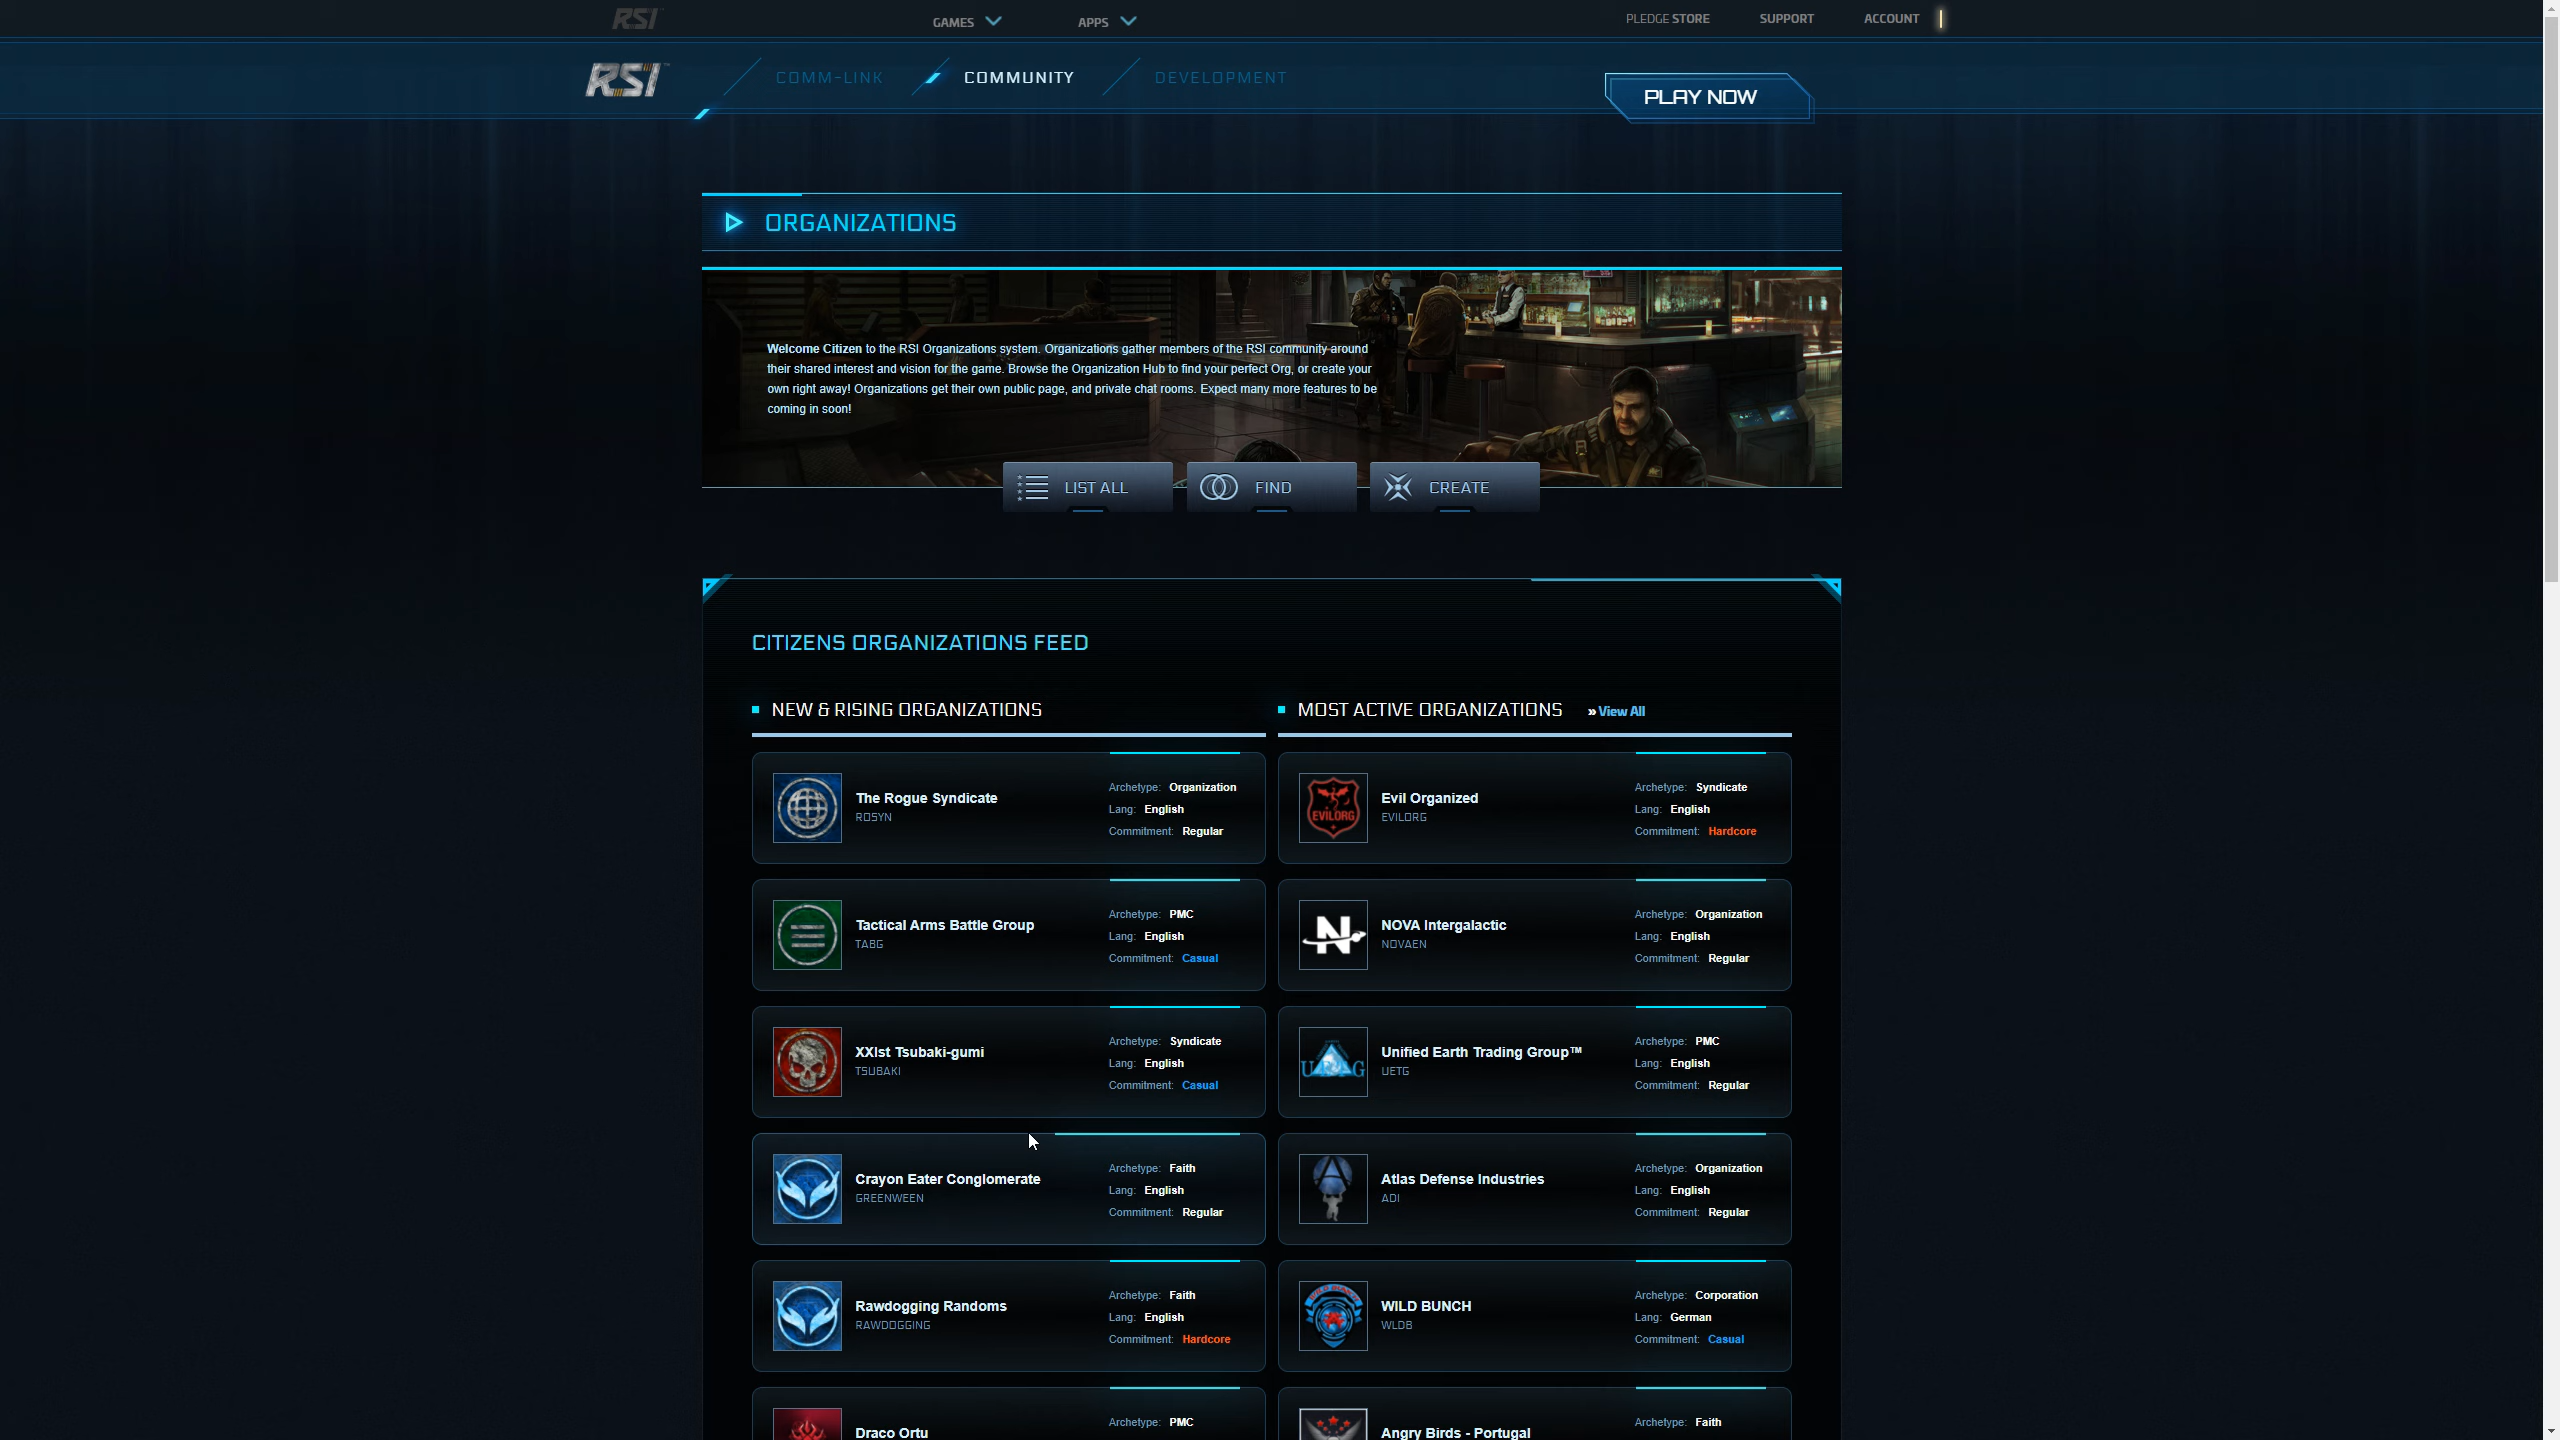 RSI
GAMES
APPS
PLEDGE STORE
SUPPORT
ACCOUNT
RSI™
COMM-LINK
COMMUNITY
DEVELOPMENT
PLAY NOW
ORGANIZATIONS
Welcome Citizen to the RSI Organizations system. Organizations gather members of the RSI community around
their shared interest and vision for the game. Browse the Organization Hub to find your perfect Org, or create your
own right away! Organizations get their own public page, and private chat rooms. Expect many more features to be
coming in soon!
LIST ALL
FIND
CREATE
CITIZENS ORGANIZATIONS FEED
NEW & RISING ORGANIZATIONS
The Rogue Syndicate
ROSYN
Archetype: Organization
Lang: English
Commitment: Regular
Tactical Arms Battle Group
TABG
Archetype: PMC
Lang: English
Commitment: Casual
XXIst Tsubaki-gumi
TSUBAKI
Archetype: Syndicate
Lang: English
Commitment: Casual
Crayon Eater Conglomerate
GREENWEEN
Archetype: Faith
Lang: English
Commitment: Regular
Rawdogging Randoms
RAWDOGGING
Archetype: Faith
Lang: English
Commitment: Hardcore
Draco Ortu
Archetype: PMC
MOST ACTIVE ORGANIZATIONS
» View All
EVILORG
Evil Organized
EVILORG
Archetype: Syndicate
Lang: English
Commitment: Hardcore
N
NOVA Intergalactic
NOVAEN
Archetype: Organization
Lang: English
Commitment: Regular
Unified Earth Trading Group™
UETG
Archetype: PMC
Lang: English
Commitment: Regular
Atlas Defense Industries
ADI
Archetype: Organization
Lang: English
Commitment: Regular
WILD BUNCH
WILD BUNCH
WLDB
Archetype: Corporation
Lang: German
Commitment: Casual
Angry Birds - Portugal
Archetype: Faith